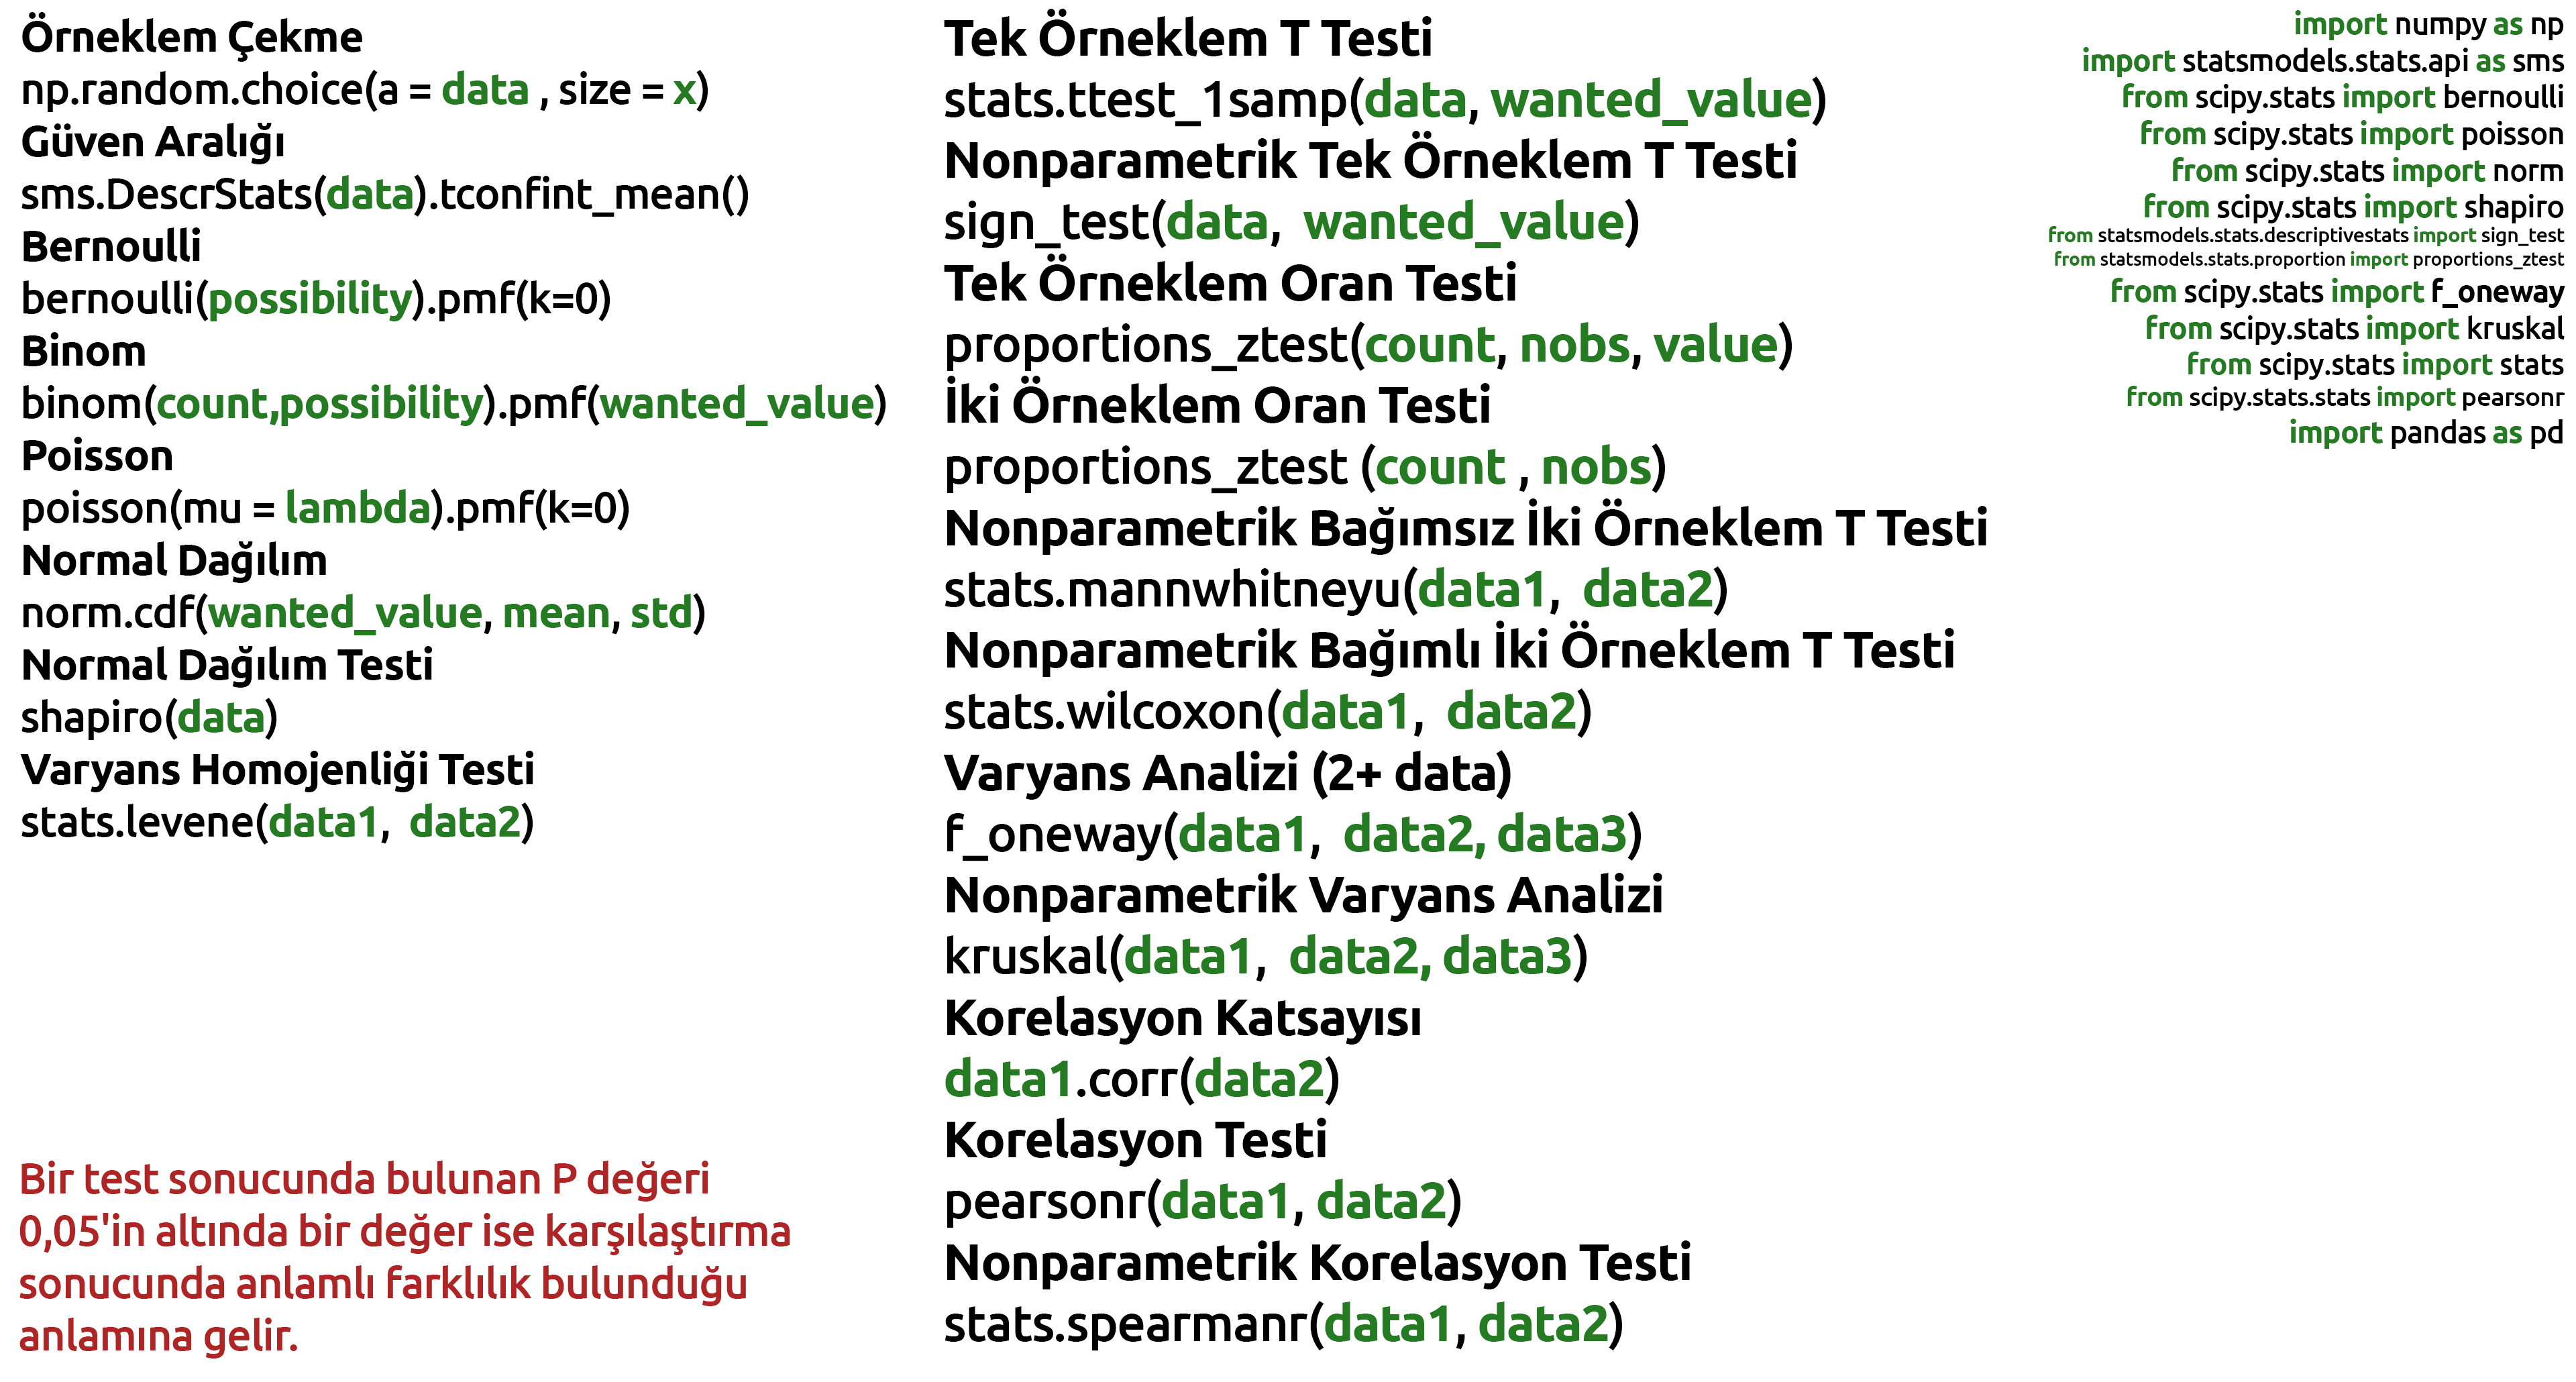 Örneklem Çekme
np.random.choice(a = data , size = x)
Güven Aralığı
sms.DescrStats(data).tconfint_mean()
Bernoulli
bernoulli(possibility).pmf(k=0)
Binom
binom(count,possibility).pmf(wanted_value)
Poisson
poisson(mu = lambda).pmf(k=0)
Normal Dağılım
norm.cdf(wanted_value, mean, std)
Normal Dağılım Testi
shapiro(data)
Varyans Homojenliği Testi
stats.levene(data1, data2)
Bir test sonucunda bulunan P değeri
0,05'in altında bir değer ise karşılaştırma
sonucunda anlamlı farklılık bulunduğu
anlamına gelir.
Tek Örneklem T Testi
stats.ttest_1samp(data, wanted_value)
Nonparametrik Tek Örneklem T Testi
sign_test(data, wanted_value)
Tek Örneklem Oran Testi
proportions_ztest(count, nobs, value)
İki Örneklem Oran Testi
proportions_ztest (count , nobs)
Nonparametrik Bağımsız İki Örneklem T Testi
stats.mannwhitneyu(data1, data2)
Nonparametrik Bağımlı İki Örneklem T Testi
stats.wilcoxon(data1, data2)
Varyans Analizi (2+ data)
f_oneway(data1, data2, data3)
Nonparametrik Varyans Analizi
kruskal(data1, data2, data3)
Korelasyon Katsayısı
data1.corr(data2)
Korelasyon Testi
pearsonr(data1, data2)
Nonparametrik Korelasyon Testi
stats.spearmanr(data1, data2)
import numpy as np
import statsmodels.stats.api as sms
from scipy.stats import bernoulli
from scipy.stats import poisson
from scipy.stats import norm
from scipy.stats import shapiro
from statsmodels.stats.descriptivestats import sign_test
from statsmodels.stats.proportion import proportions_ztest
from scipy.stats import f_oneway
from scipy.stats import kruskal
from scipy.stats import stats
from scipy.stats.stats import pearsonr
import pandas as pd